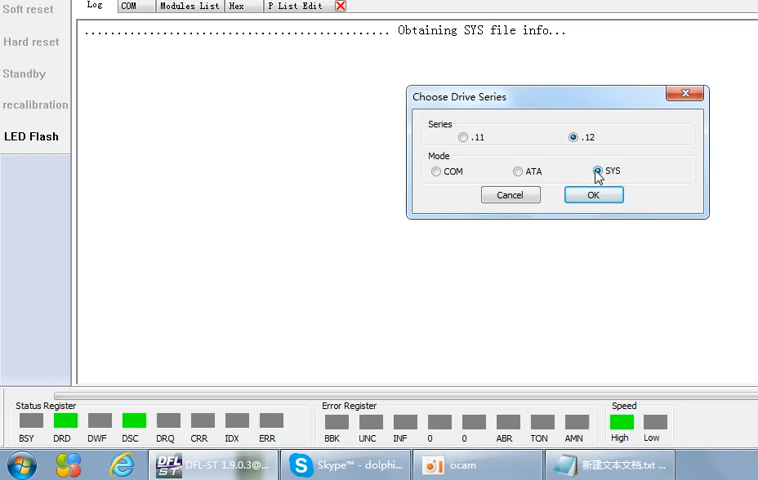 Soft reset
Hard reset
Standby
recalibration
LED Flash
Log COM Modules List Hex P List Edit
............................................... Obtaining SYS file info...
Choose Drive Series
Series
.11 .12
Mode
COM ATA SYS
Cancel OK
Status Register Error Register Speed
BSY DRD DWF DSC DRQ CRR IDX ERR BBK UNC INF 0 0 ABR TON AMN High Low
DFL-ST 1.9.0.3@... Skype™ - dolphi... ocam 新建文本文档.txt ...